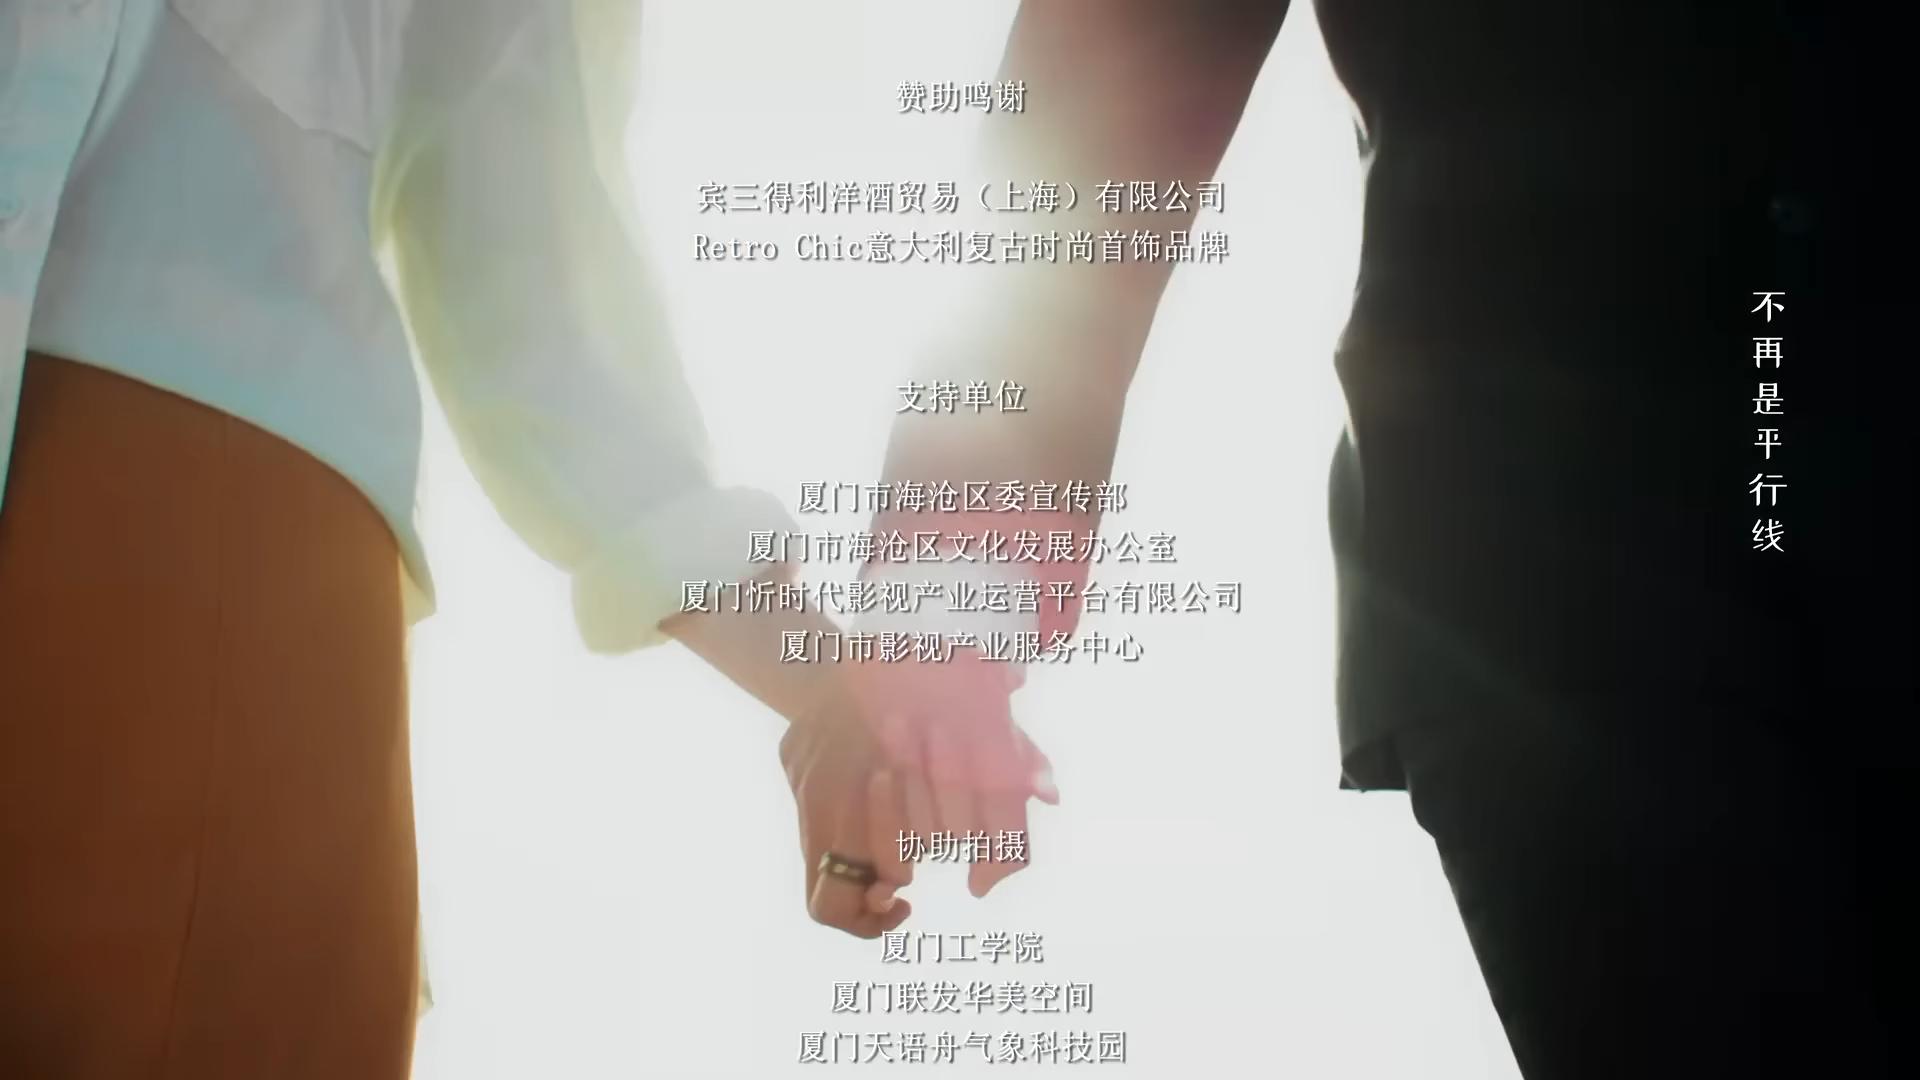 赞助鸣谢
宾三得利洋酒贸易（上海）有限公司
Retro Chic意大利复古时尚首饰品牌
支持单位
厦门市海沧区委宣传部
厦门市海沧区文化发展办公室
厦门忻时代影视产业运营平台有限公司
厦门市影视产业服务中心
协助拍摄
厦门工学院
厦门联发华美空间
厦门天语舟气象科技园
不再是平行线